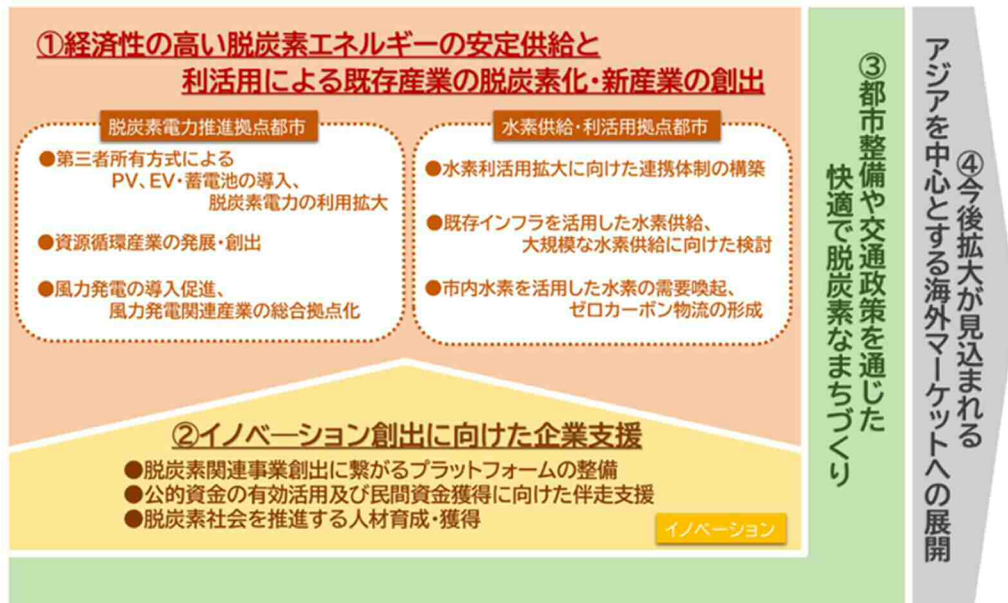 ①経済性の高い脱炭素エネルギーの安定供給と
利活用による既存産業の脱炭素化・新産業の創出
脱炭素電力推進拠点都市
●第三者所有方式による
PV、EV・蓄電池の導入、
脱炭素電力の利用拡大
●資源循環産業の発展・創出
●風力発電の導入促進、
風力発電関連産業の総合拠点化
水素供給・利活用拠点都市
●水素利活用拡大に向けた連携体制の構築
●既存インフラを活用した水素供給、
大規模な水素供給に向けた検討
●市内水素を活用した水素の需要喚起、
ゼロカーボン物流の形成
②イノベーション創出に向けた企業支援
●脱炭素関連事業創出に繋がるプラットフォームの整備
●公的資金の有効活用及び民間資金獲得に向けた伴走支援
●脱炭素社会を推進する人材育成・獲得
イノベーション
③都市整備や交通政策を通じた
快適で脱炭素なまちづくり
④今後拡大が見込まれる
アジアを中心とする海外マーケットへの展開